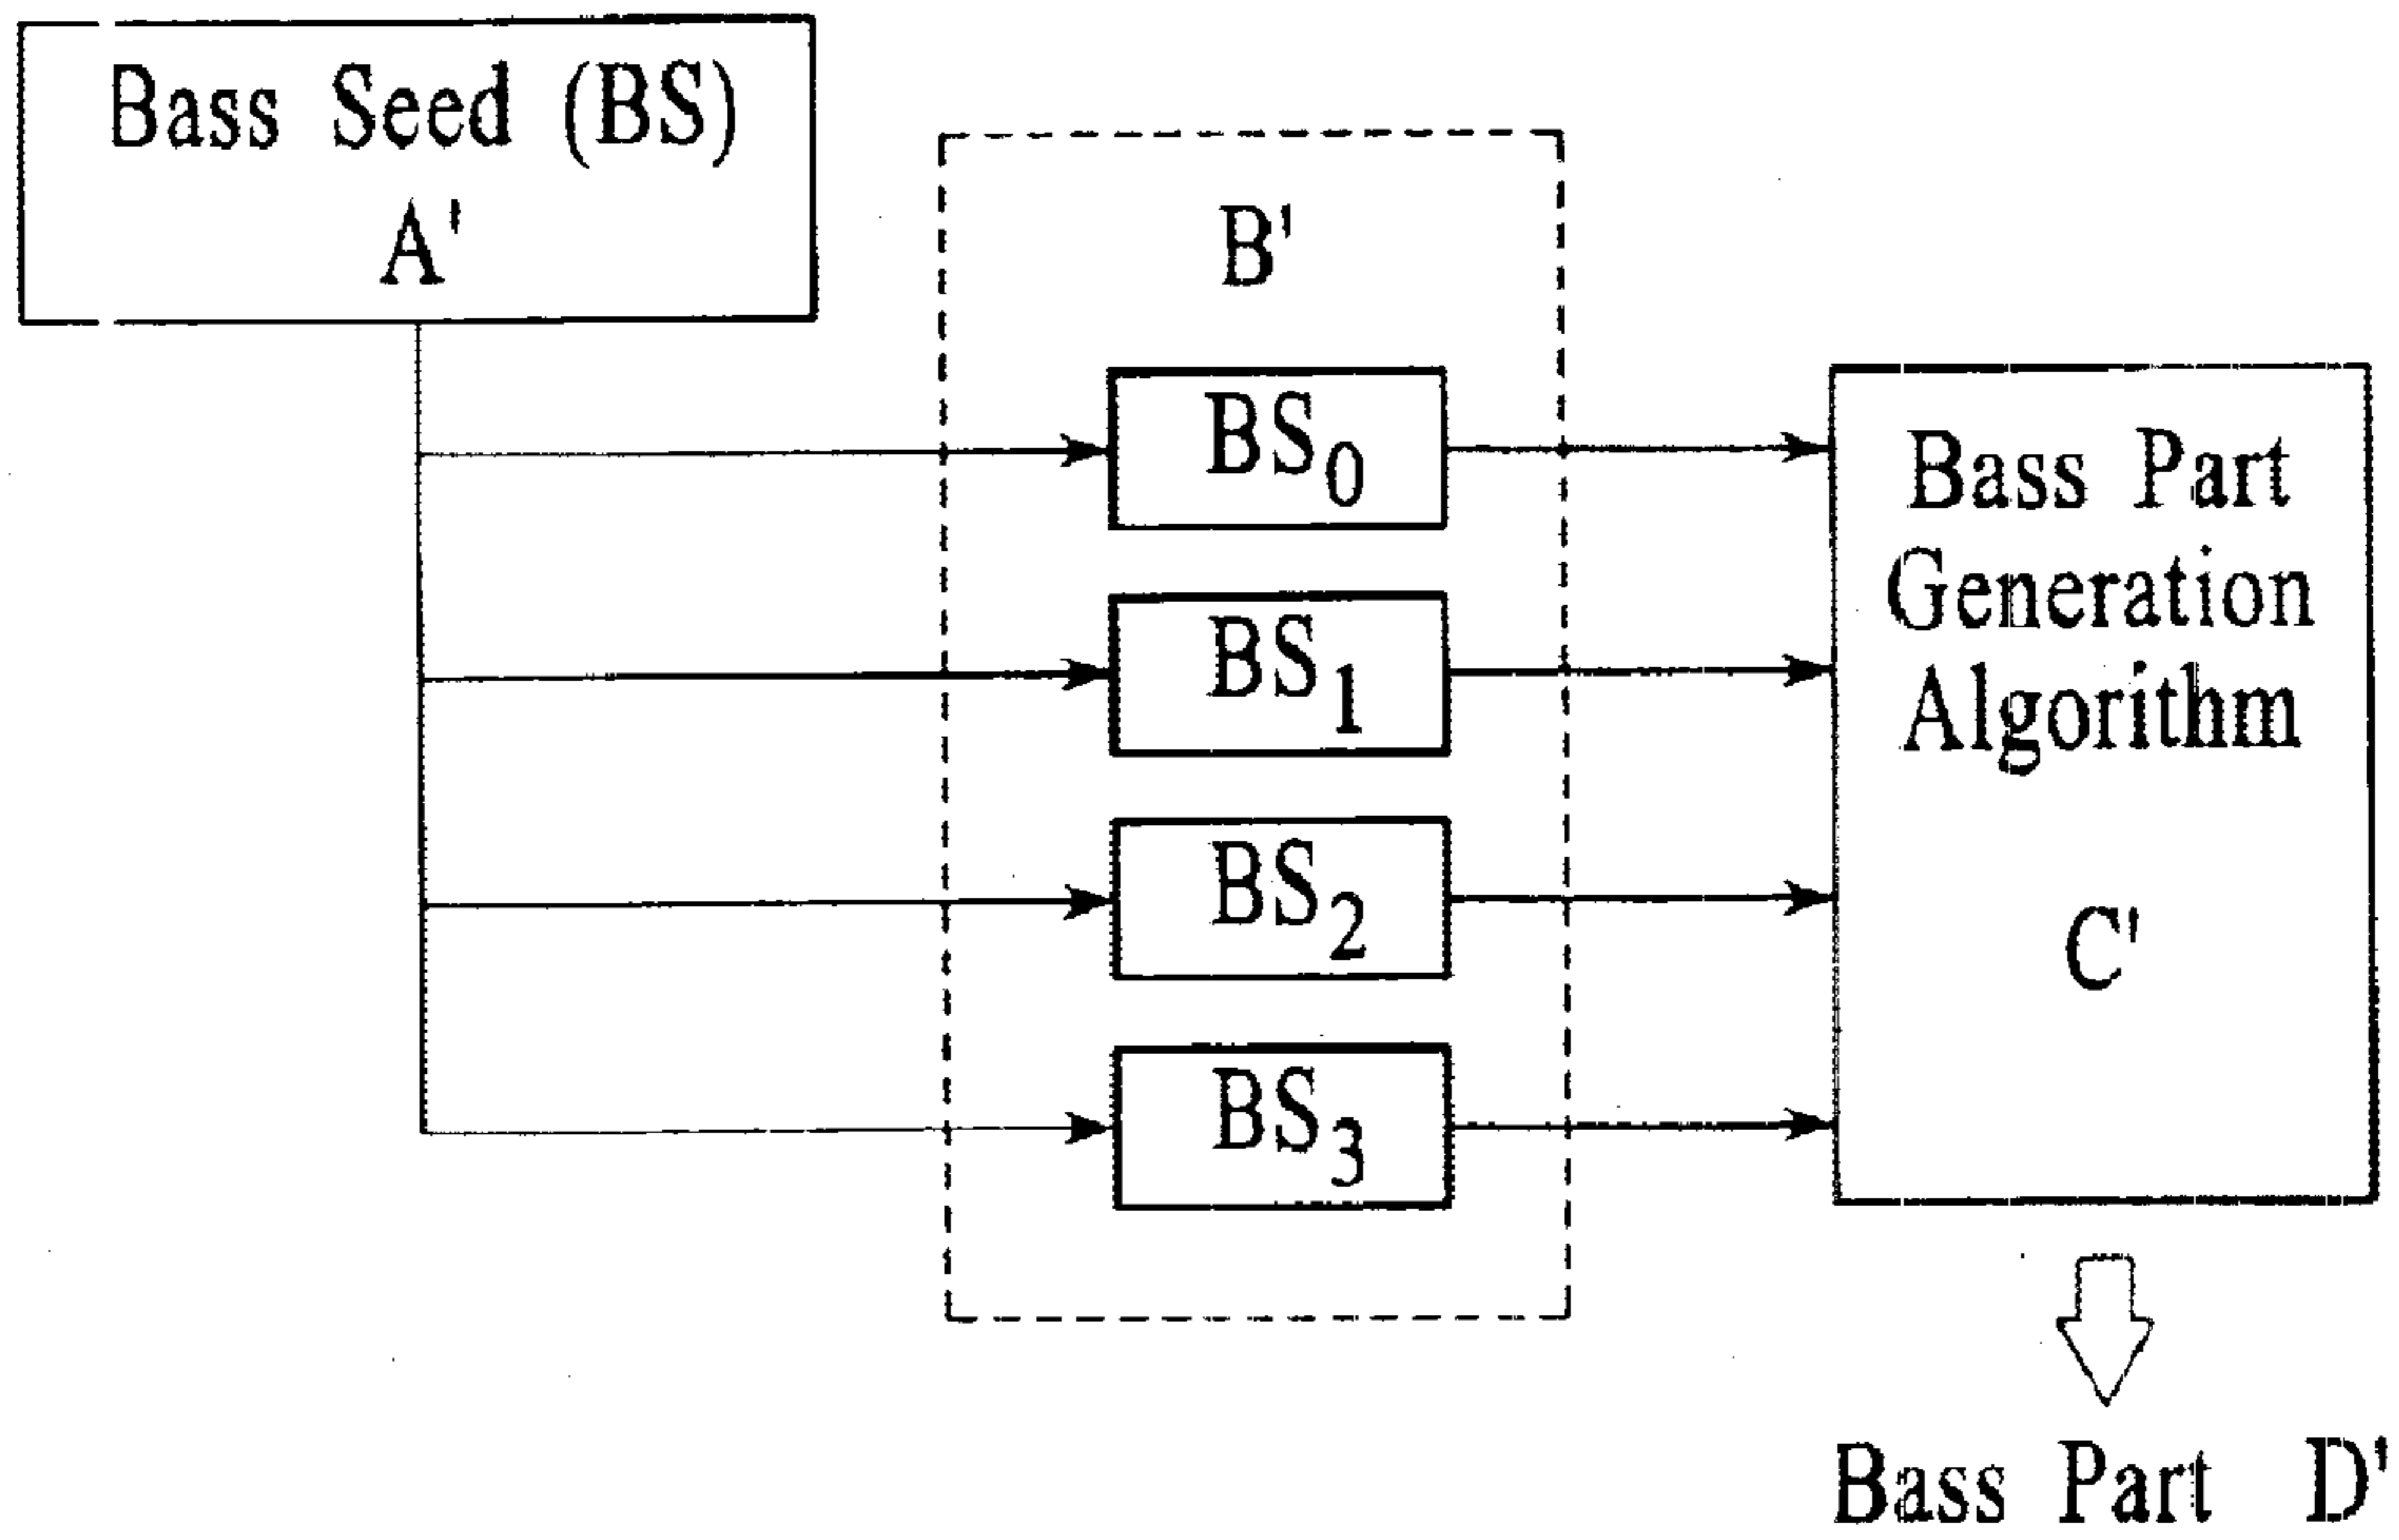 Bass Seed (BS)
A'
B'
BS₀
BS₁
BS₂
BS₃
Bass Part
Generation
Algorithm
C'
Bass Part D'